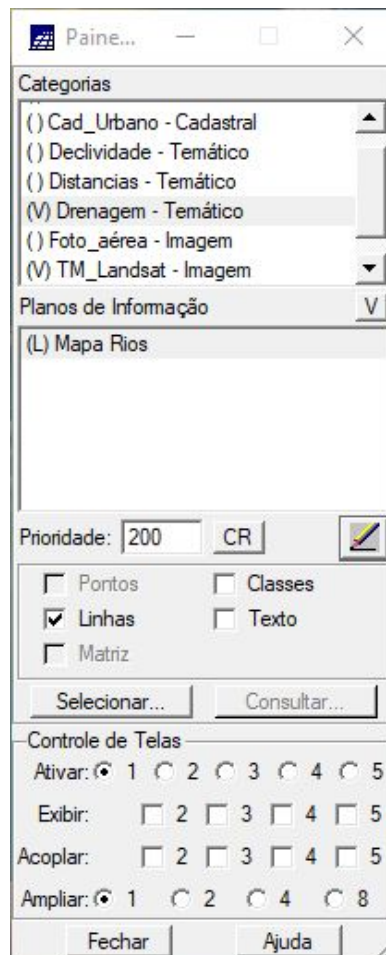 Paine...
Categorias
( ) Cad_Urbano - Cadastral
( ) Declividade - Temático
( ) Distancias - Temático
(V) Drenagem - Temático
( ) Foto_aérea - Imagem
(V) TM_Landsat - Imagem
Planos de Informação V
(L) Mapa Rios
Prioridade: 200 CR
Pontos Classes
Linhas Texto
Matriz
Selecionar... Consultar...
Controle de Telas
Ativar: 1 2 3 4 5
Exibir: 2 3 4 5
Acoplar: 2 3 4 5
Ampliar: 1 2 4 8
Fechar Ajuda